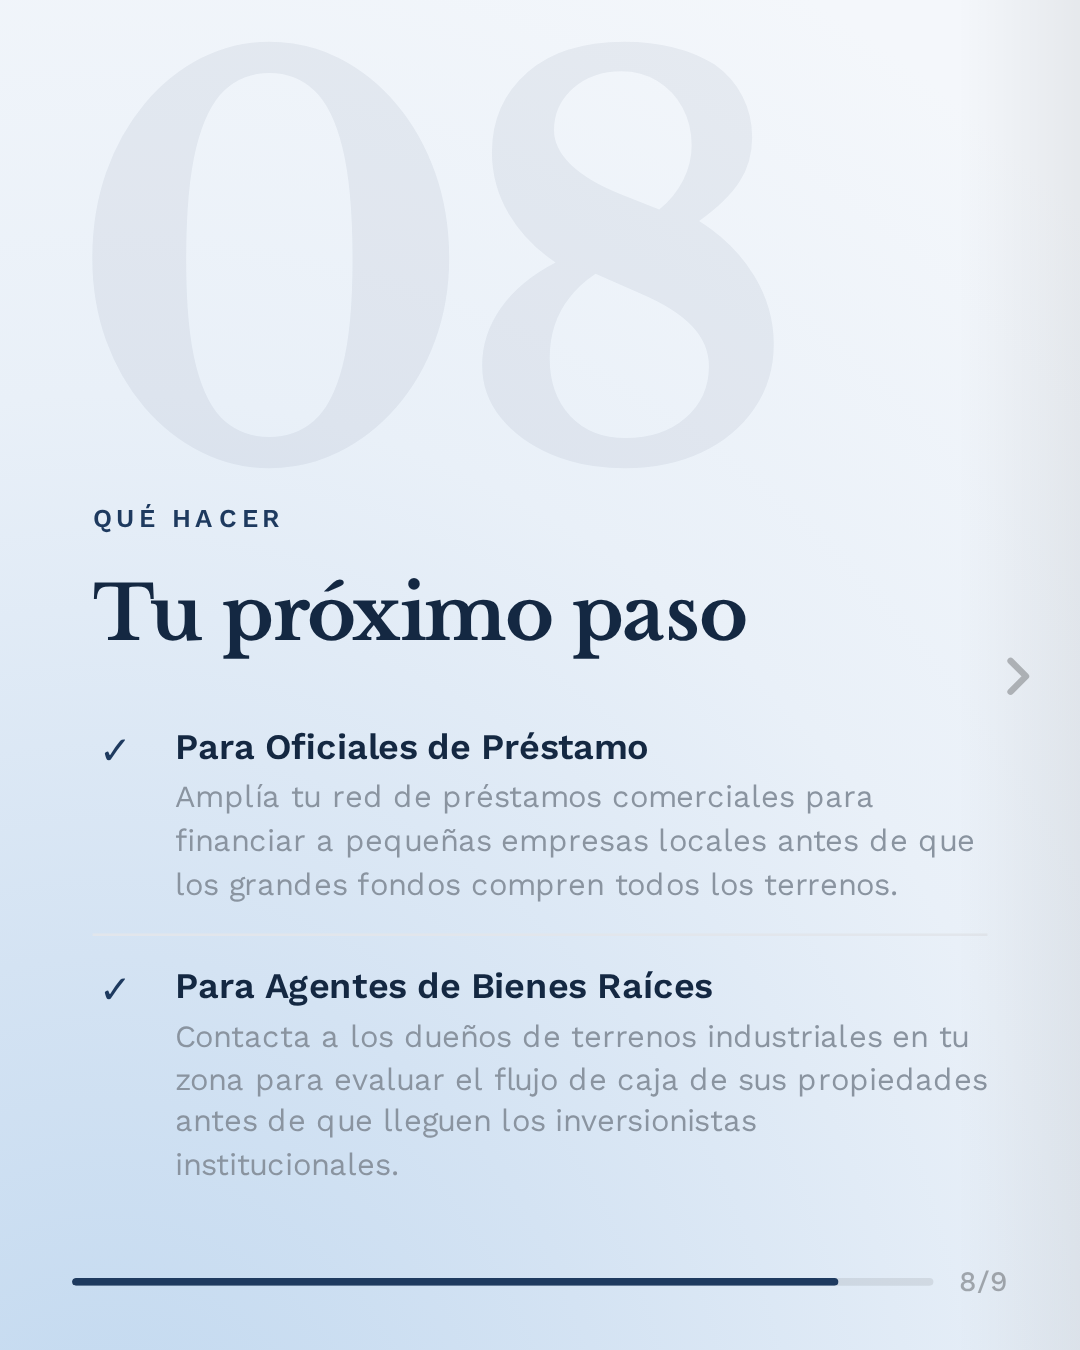 08
QUÉ HACER
Tu próximo paso
✓ Para Oficiales de Préstamo
Amplía tu red de préstamos comerciales para
financiar a pequeñas empresas locales antes de que
los grandes fondos compren todos los terrenos.
✓ Para Agentes de Bienes Raíces
Contacta a los dueños de terrenos industriales en tu
zona para evaluar el flujo de caja de sus propiedades
antes de que lleguen los inversionistas
institucionales.
8/9